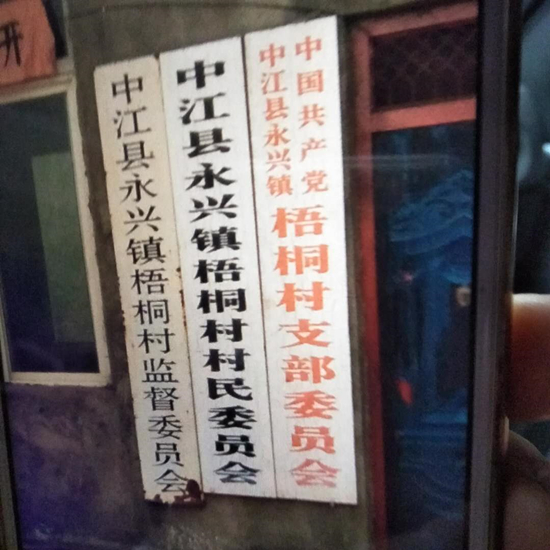 开
中江县永兴镇梧桐村监督委员会
中江县永兴镇梧桐村村民委员会
中国共产党
中江县永兴镇
梧桐村支部委员会